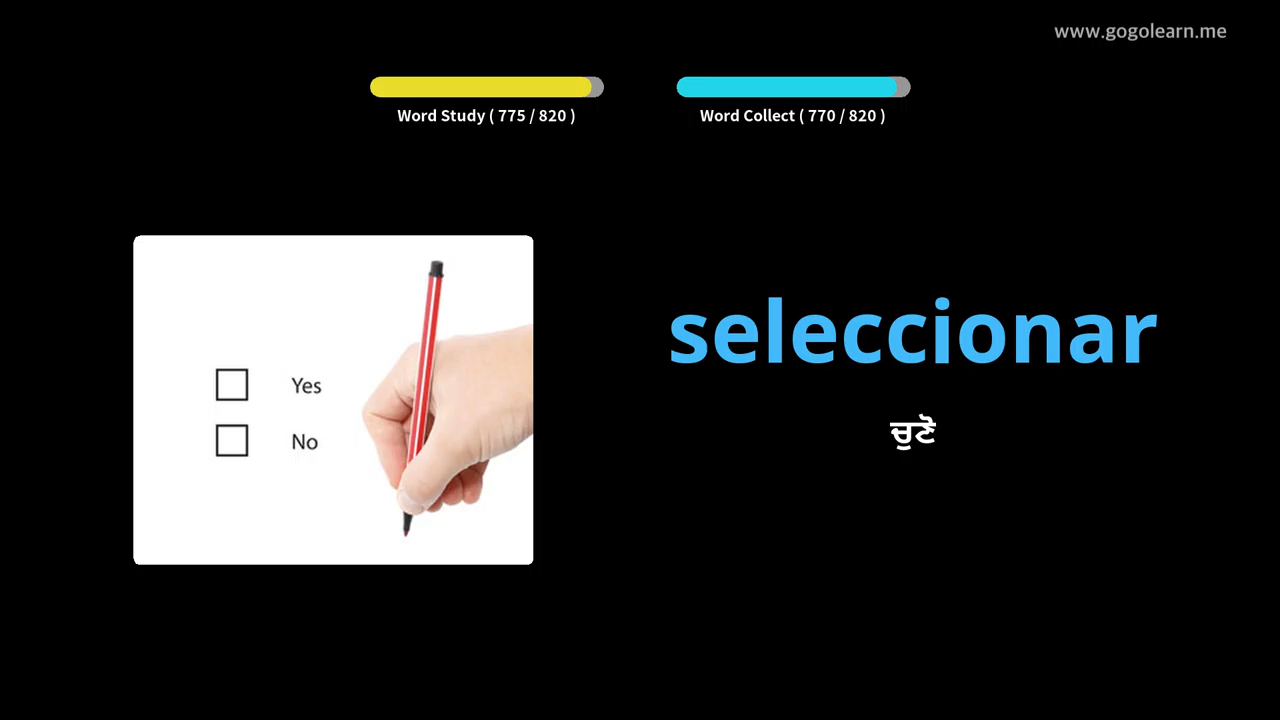 www.gogolearn.me
Word Study ( 775 / 820 )
Word Collect ( 770 / 820 )
seleccionar
ਚੁਣੋ
Yes
No